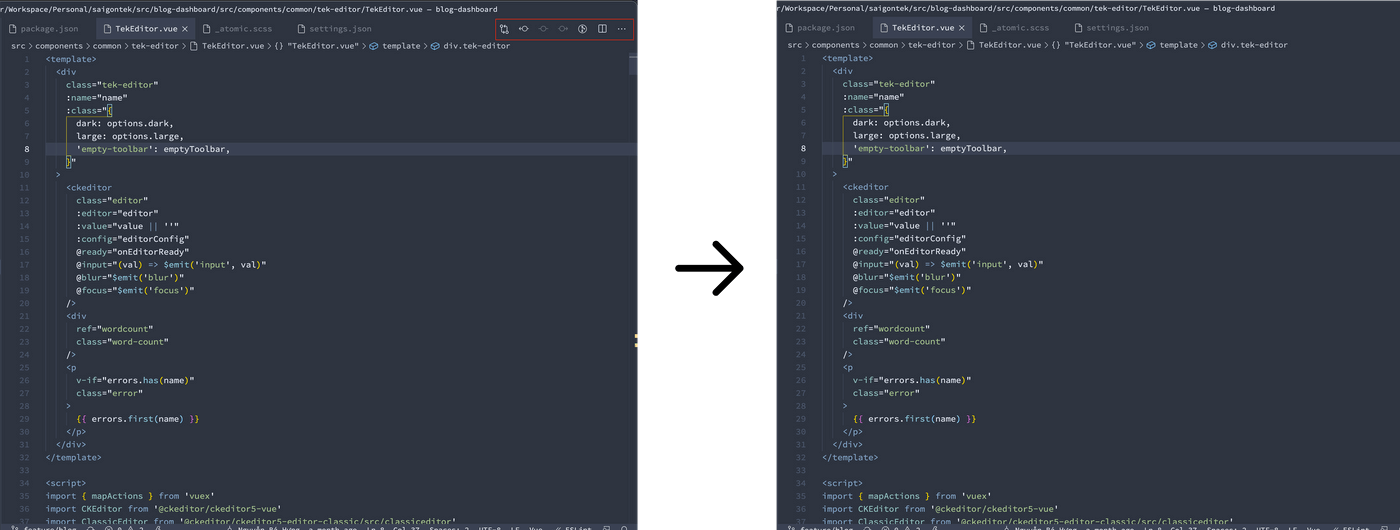 r/Workspace/Personal/saigontek/src/blog-dashboard/src/components/common/tek-editor/TekEditor.vue — blog-dashboard
package.json TekEditor.vue _atomic.scss settings.json
src > components > common > tek-editor > TekEditor.vue > {} "TekEditor.vue" > template > div.tek-editor
1 <template>
2 <div
3 class="tek-editor"
4 :name="name"
5 :class="{
6 dark: options.dark,
7 large: options.large,
8 'empty-toolbar': emptyToolbar,
9 }"
10 >
11 <ckeditor
12 class="editor"
13 :editor="editor"
14 :value="value || ''"
15 :config="editorConfig"
16 @ready="onEditorReady"
17 @input="(val) => $emit('input', val)"
18 @blur="$emit('blur')"
19 @focus="$emit('focus')"
20 />
21 <div
22 ref="wordcount"
23 class="word-count"
24 />
25 <p
26 v-if="errors.has(name)"
27 class="error"
28 >
29 {{ errors.first(name) }}
30 </p>
31 </div>
32 </template>
33
34 <script>
35 import { mapActions } from 'vuex'
36 import CKEditor from '@ckeditor/ckeditor5-vue'
37 import ClassicEditor from '@ckeditor/ckeditor5-editor-classic/src/classiceditor'
r/Workspace/Personal/saigontek/src/blog-dashboard/src/components/common/tek-editor/TekEditor.vue — blog-dashboard
package.json TekEditor.vue _atomic.scss settings.json
src > components > common > tek-editor > TekEditor.vue > {} "TekEditor.vue" > template > div.tek-editor
1 <template>
2 <div
3 class="tek-editor"
4 :name="name"
5 :class="{
6 dark: options.dark,
7 large: options.large,
8 'empty-toolbar': emptyToolbar,
9 }"
10 >
11 <ckeditor
12 class="editor"
13 :editor="editor"
14 :value="value || ''"
15 :config="editorConfig"
16 @ready="onEditorReady"
17 @input="(val) => $emit('input', val)"
18 @blur="$emit('blur')"
19 @focus="$emit('focus')"
20 />
21 <div
22 ref="wordcount"
23 class="word-count"
24 />
25 <p
26 v-if="errors.has(name)"
27 class="error"
28 >
29 {{ errors.first(name) }}
30 </p>
31 </div>
32 </template>
33
34 <script>
35 import { mapActions } from 'vuex'
36 import CKEditor from '@ckeditor/ckeditor5-vue'
37 import ClassicEditor from '@ckeditor/ckeditor5-editor-classic/src/classiceditor'